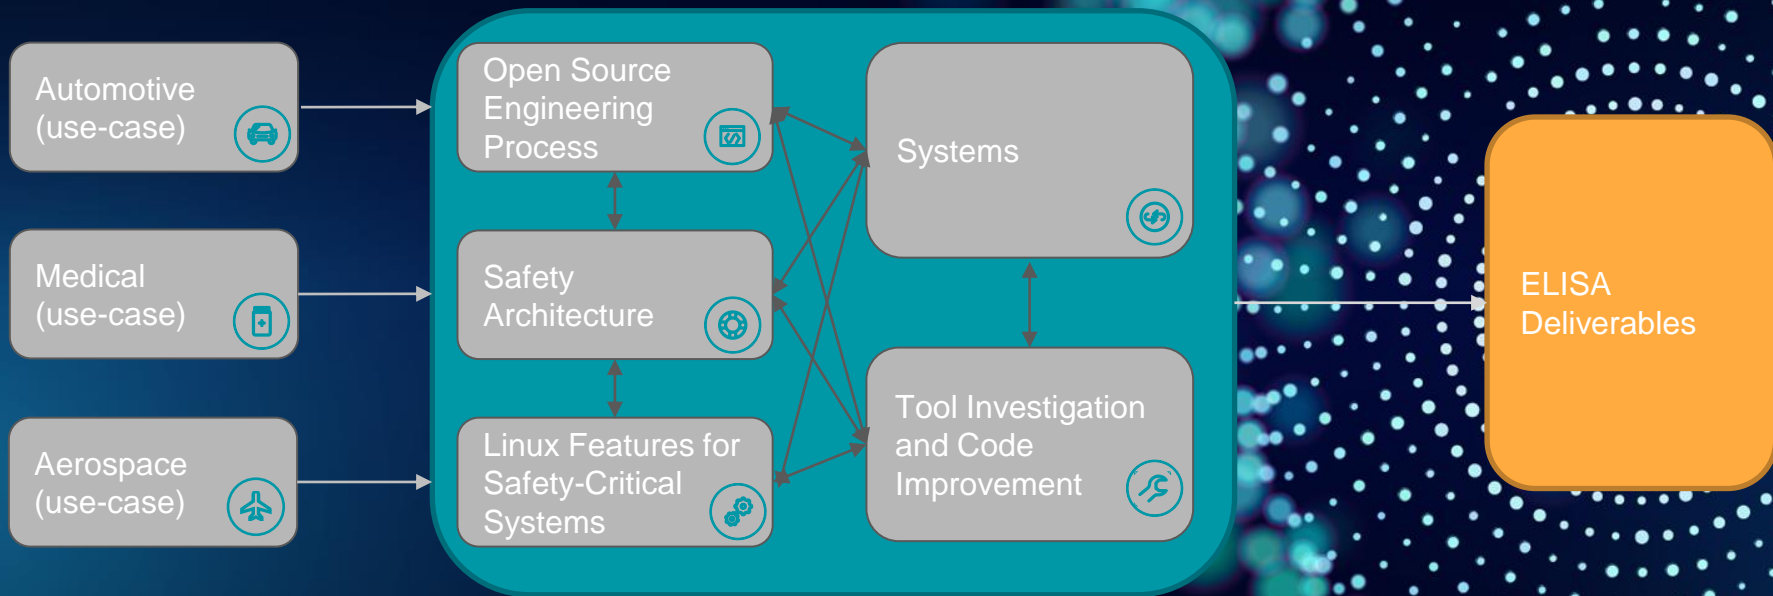 Automotive
(use-case)
Medical
(use-case)
Aerospace
(use-case)
Open Source
Engineering
Process
Safety
Architecture
Linux Features for
Safety-Critical
Systems
Systems
Tool Investigation
and Code
Improvement
ELISA
Deliverables